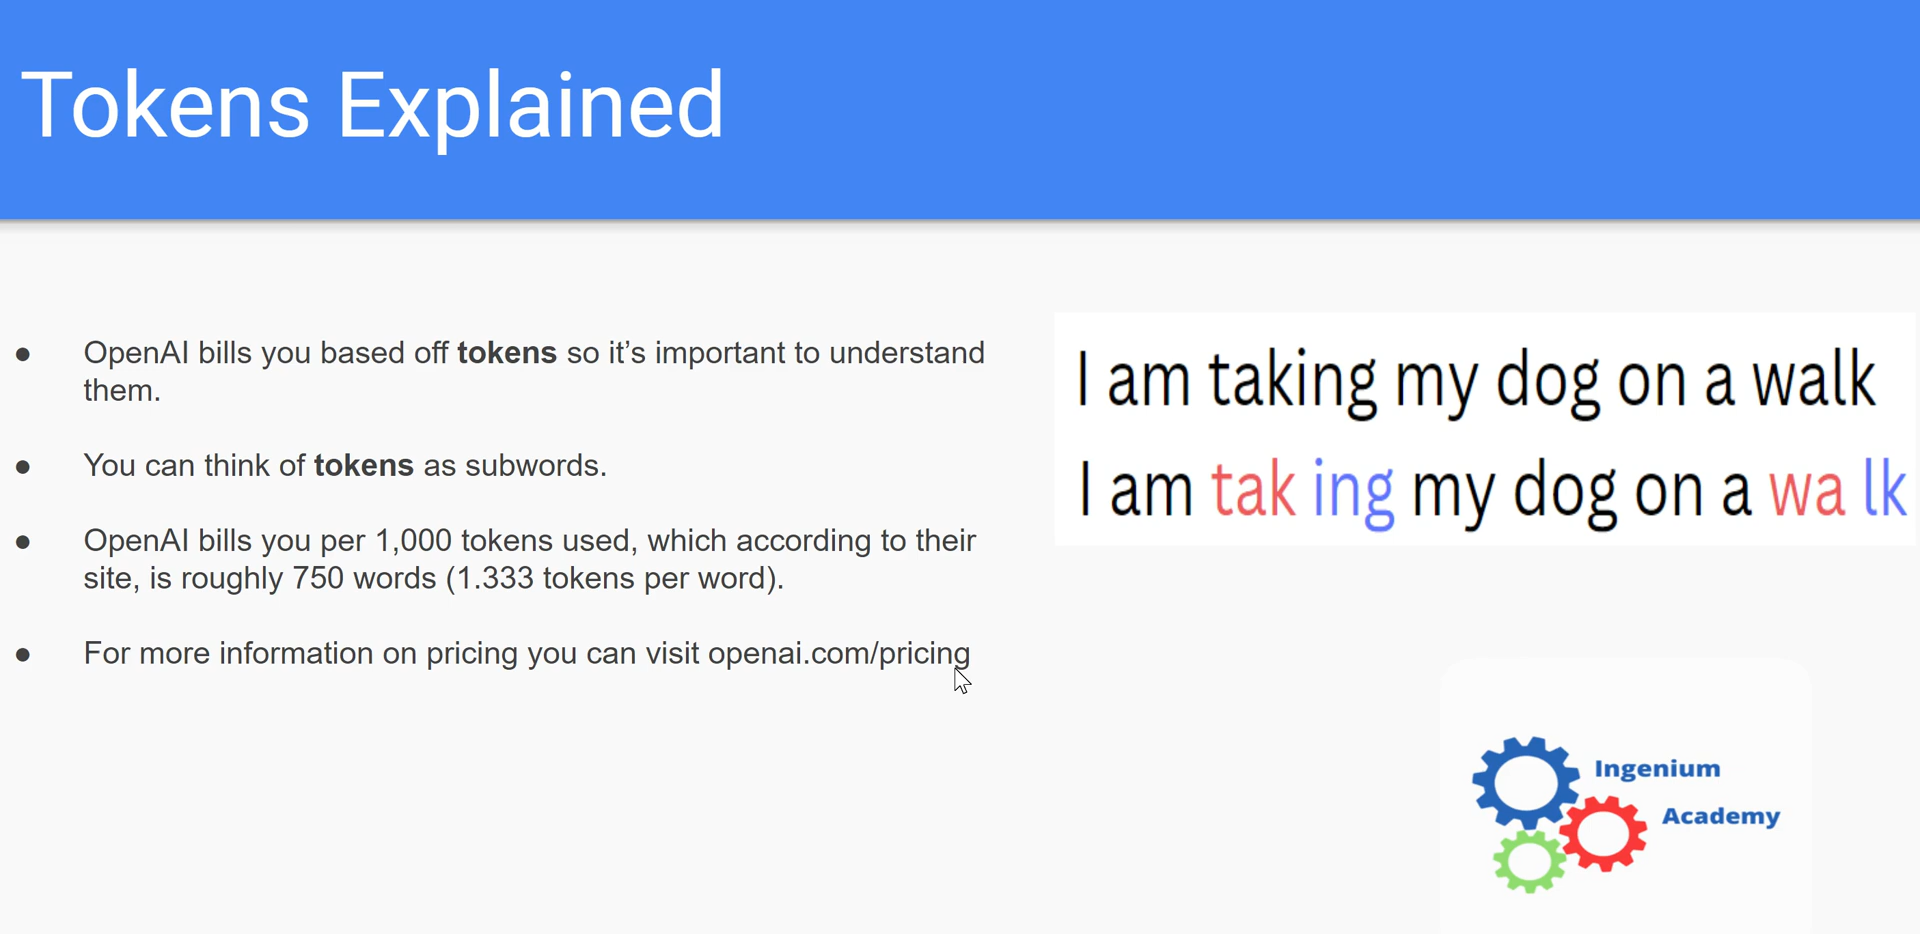 Tokens Explained
● OpenAI bills you based off tokens so it’s important to understand
them.
● You can think of tokens as subwords.
● OpenAI bills you per 1,000 tokens used, which according to their
site, is roughly 750 words (1.333 tokens per word).
● For more information on pricing you can visit openai.com/pricing
I am taking my dog on a walk
I am tak ing my dog on a wa lk
Ingenium
Academy